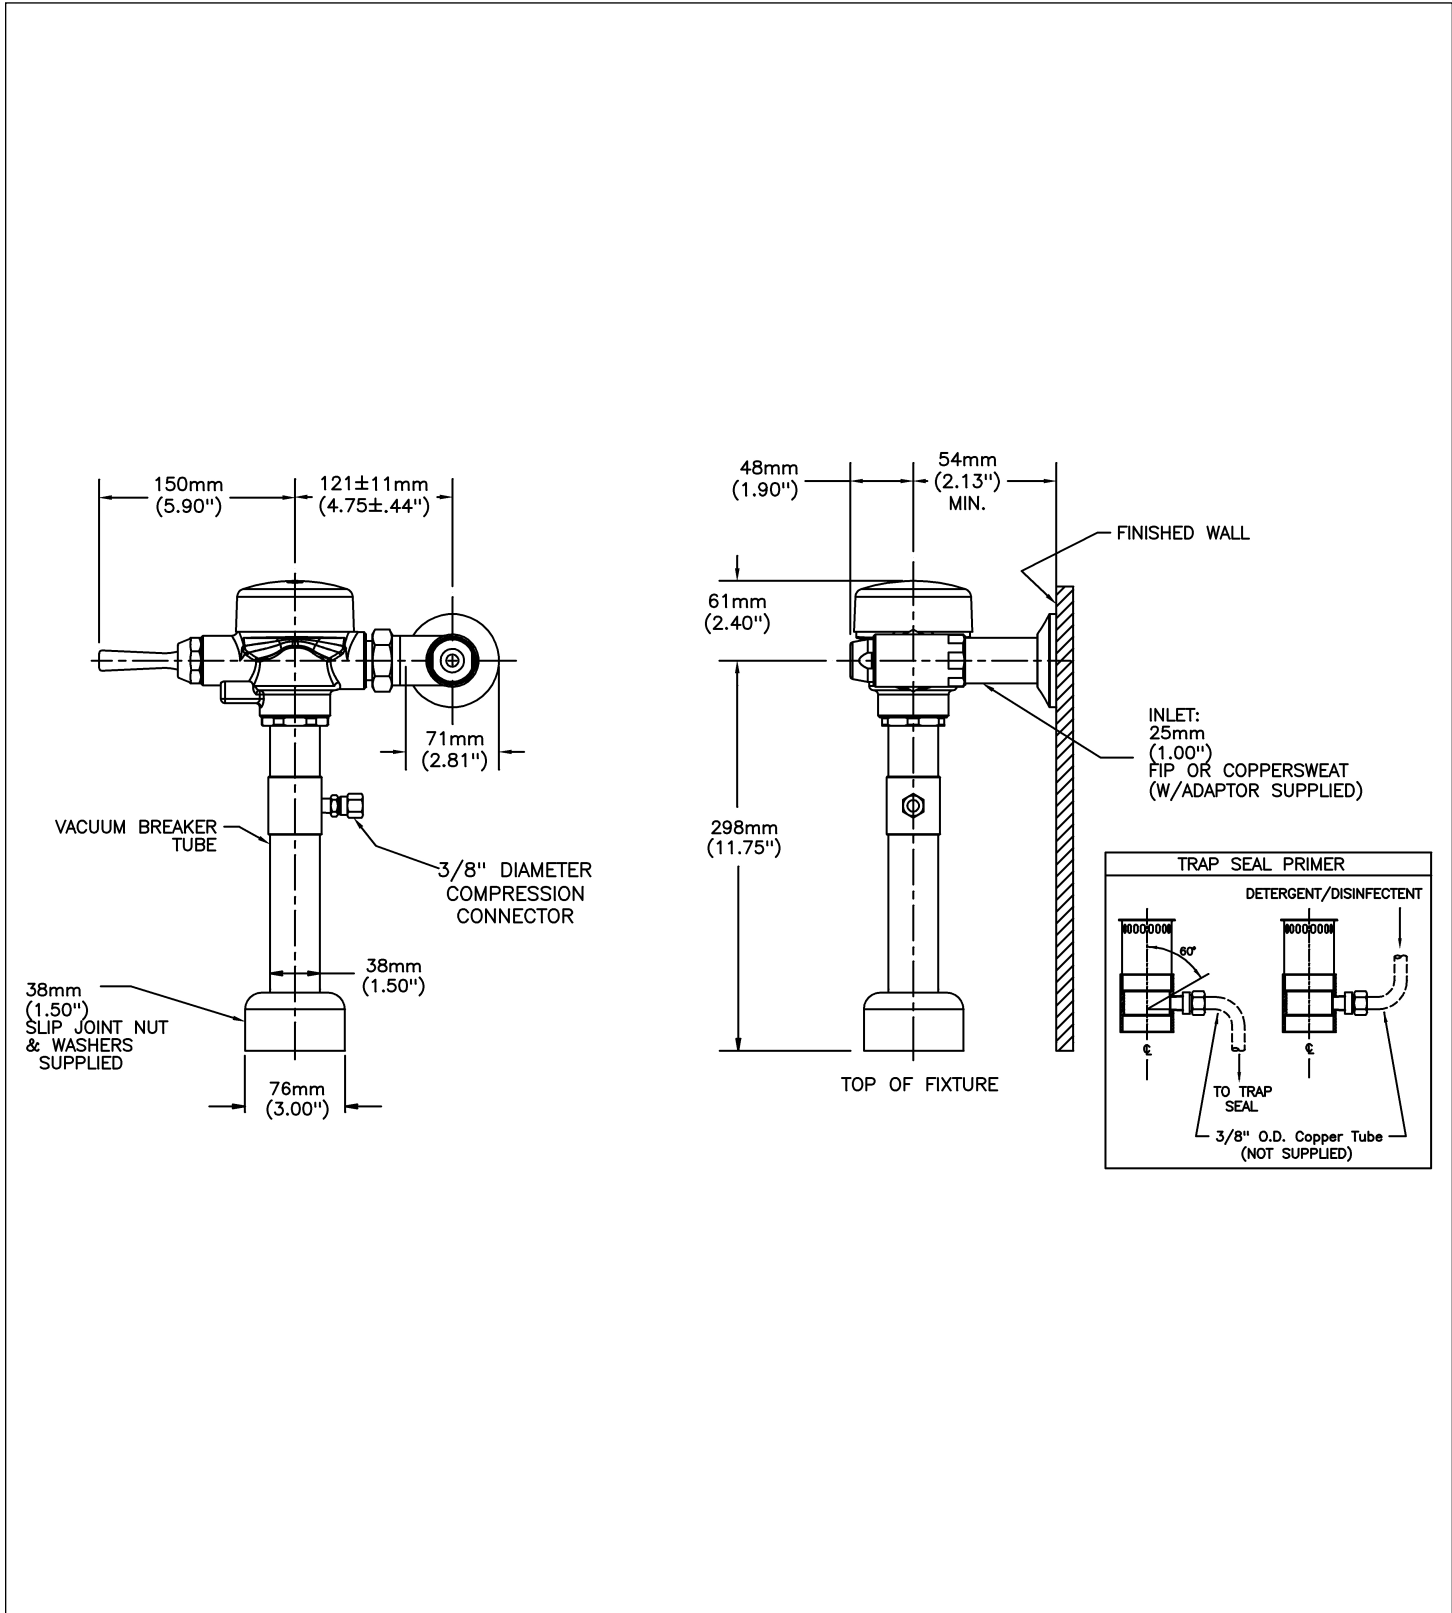 150mm
(5.90")
121±11mm
(4.75±.44")
71mm
(2.81")
VACUUM BREAKER
TUBE
3/8" DIAMETER
COMPRESSION
CONNECTOR
38mm
(1.50")
38mm
(1.50")
SLIP JOINT NUT
& WASHERS
SUPPLIED
76mm
(3.00")
48mm
(1.90")
54mm
(2.13")
MIN.
FINISHED WALL
61mm
(2.40")
INLET:
25mm
(1.00")
FIP OR COPPERSWEAT
(W/ADAPTOR SUPPLIED)
298mm
(11.75")
TOP OF FIXTURE
TRAP SEAL PRIMER
DETERGENT/DISINFECTENT
60°
℄
℄
TO TRAP
SEAL
3/8" O.D. Copper Tube
(NOT SUPPLIED)